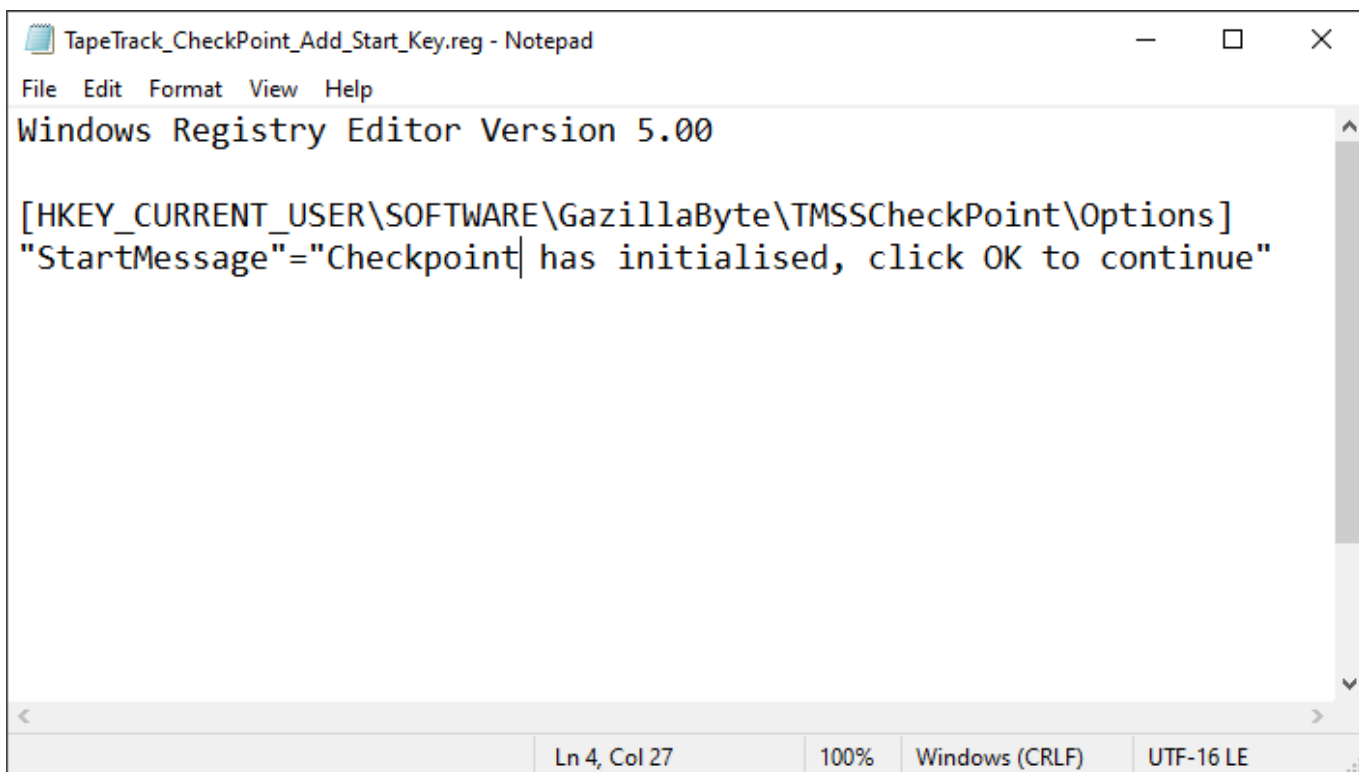 TapeTrack_CheckPoint_Add_Start_Key.reg - Notepad
File Edit Format View Help
Windows Registry Editor Version 5.00
[HKEY_CURRENT_USER\SOFTWARE\GazillaByte\TMSSCheckPoint\Options]
"StartMessage"="Checkpoint has initialised, click OK to continue"
Ln 4, Col 27 100% Windows (CRLF) UTF-16 LE